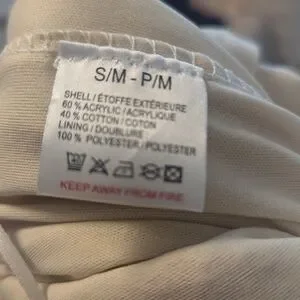 S/M - P/M
SHELL / ÉTOFFE EXTÉRIEURE
60 % ACRYLIC / ACRYLIQUE
40 % COTTON / COTON
LINING / DOUBLURE
100 % POLYESTER / POLYESTER
KEEP AWAY FROM FIRE